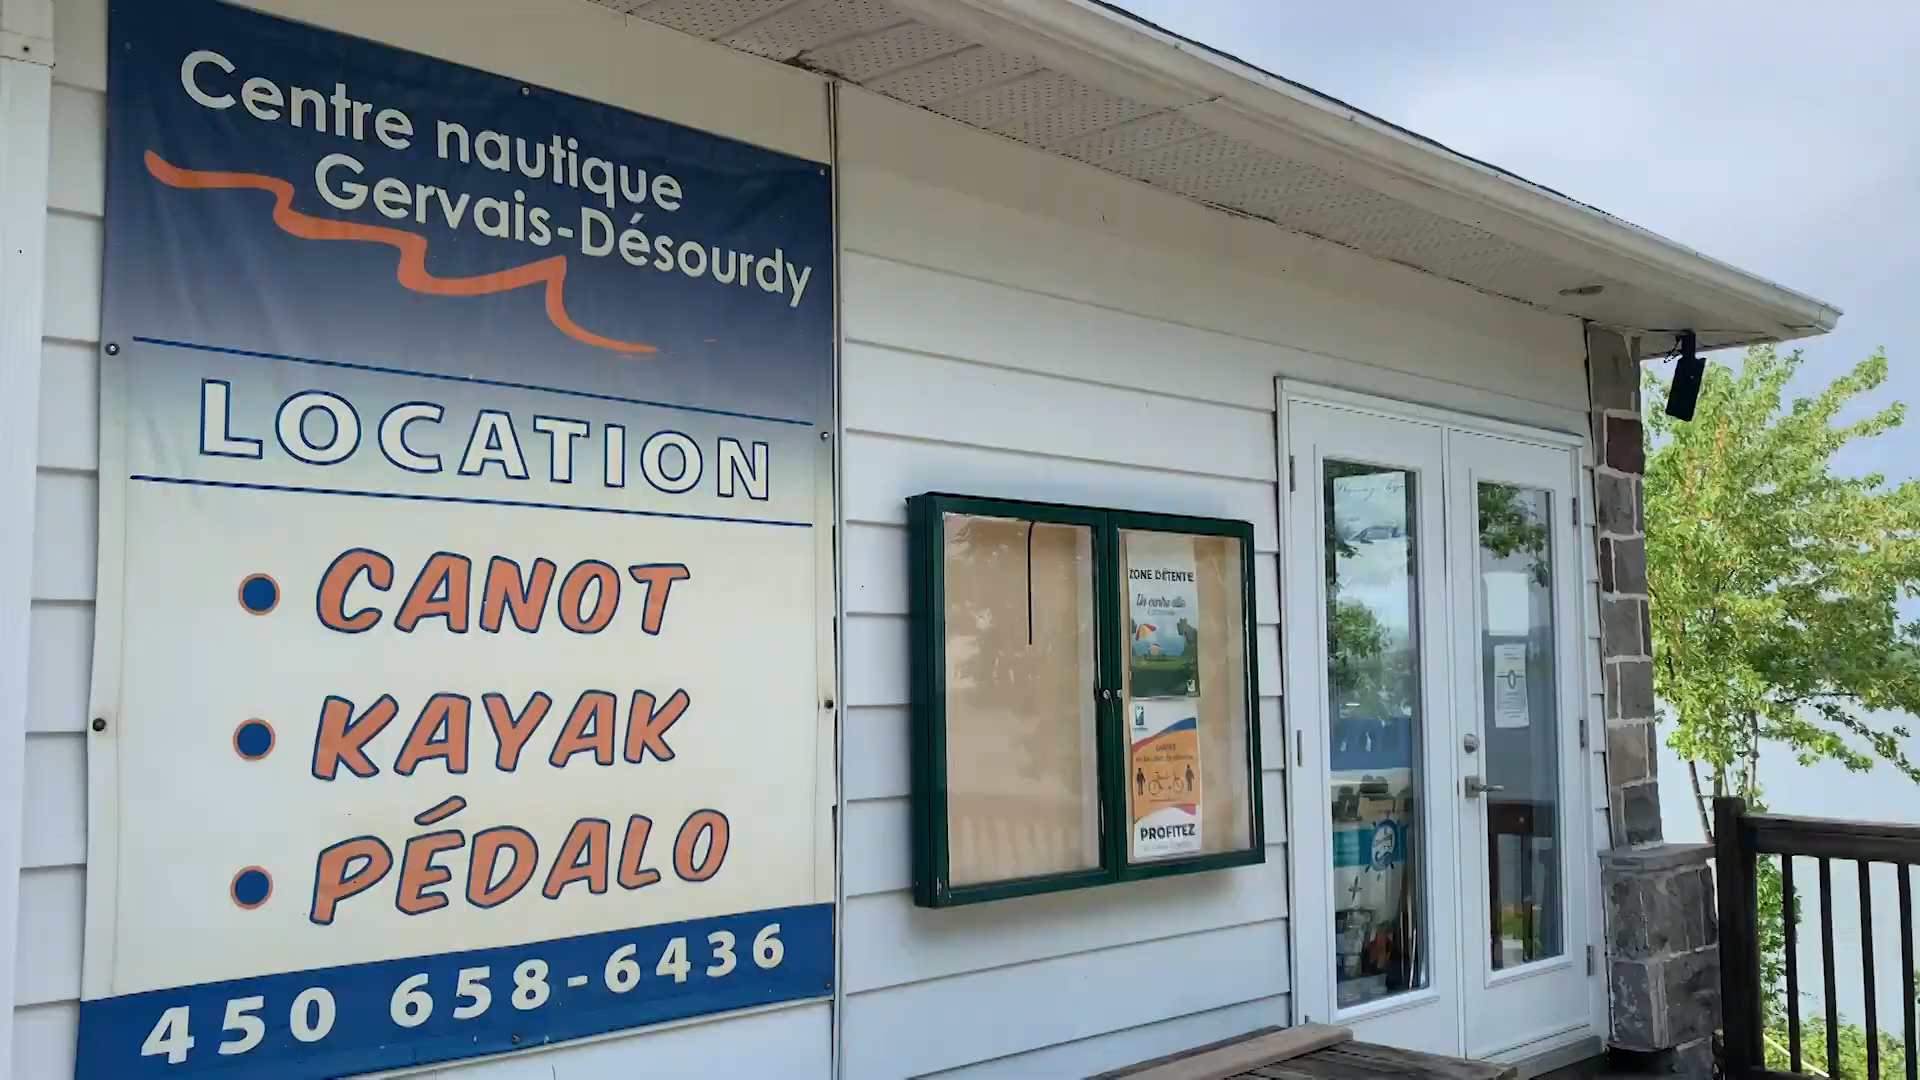 Centre nautique
Gervais-Désourdy
LOCATION
• CANOT
• KAYAK
• PÉDALO
450 658-6436
ZONE DÉTENTE
PROFITEZ